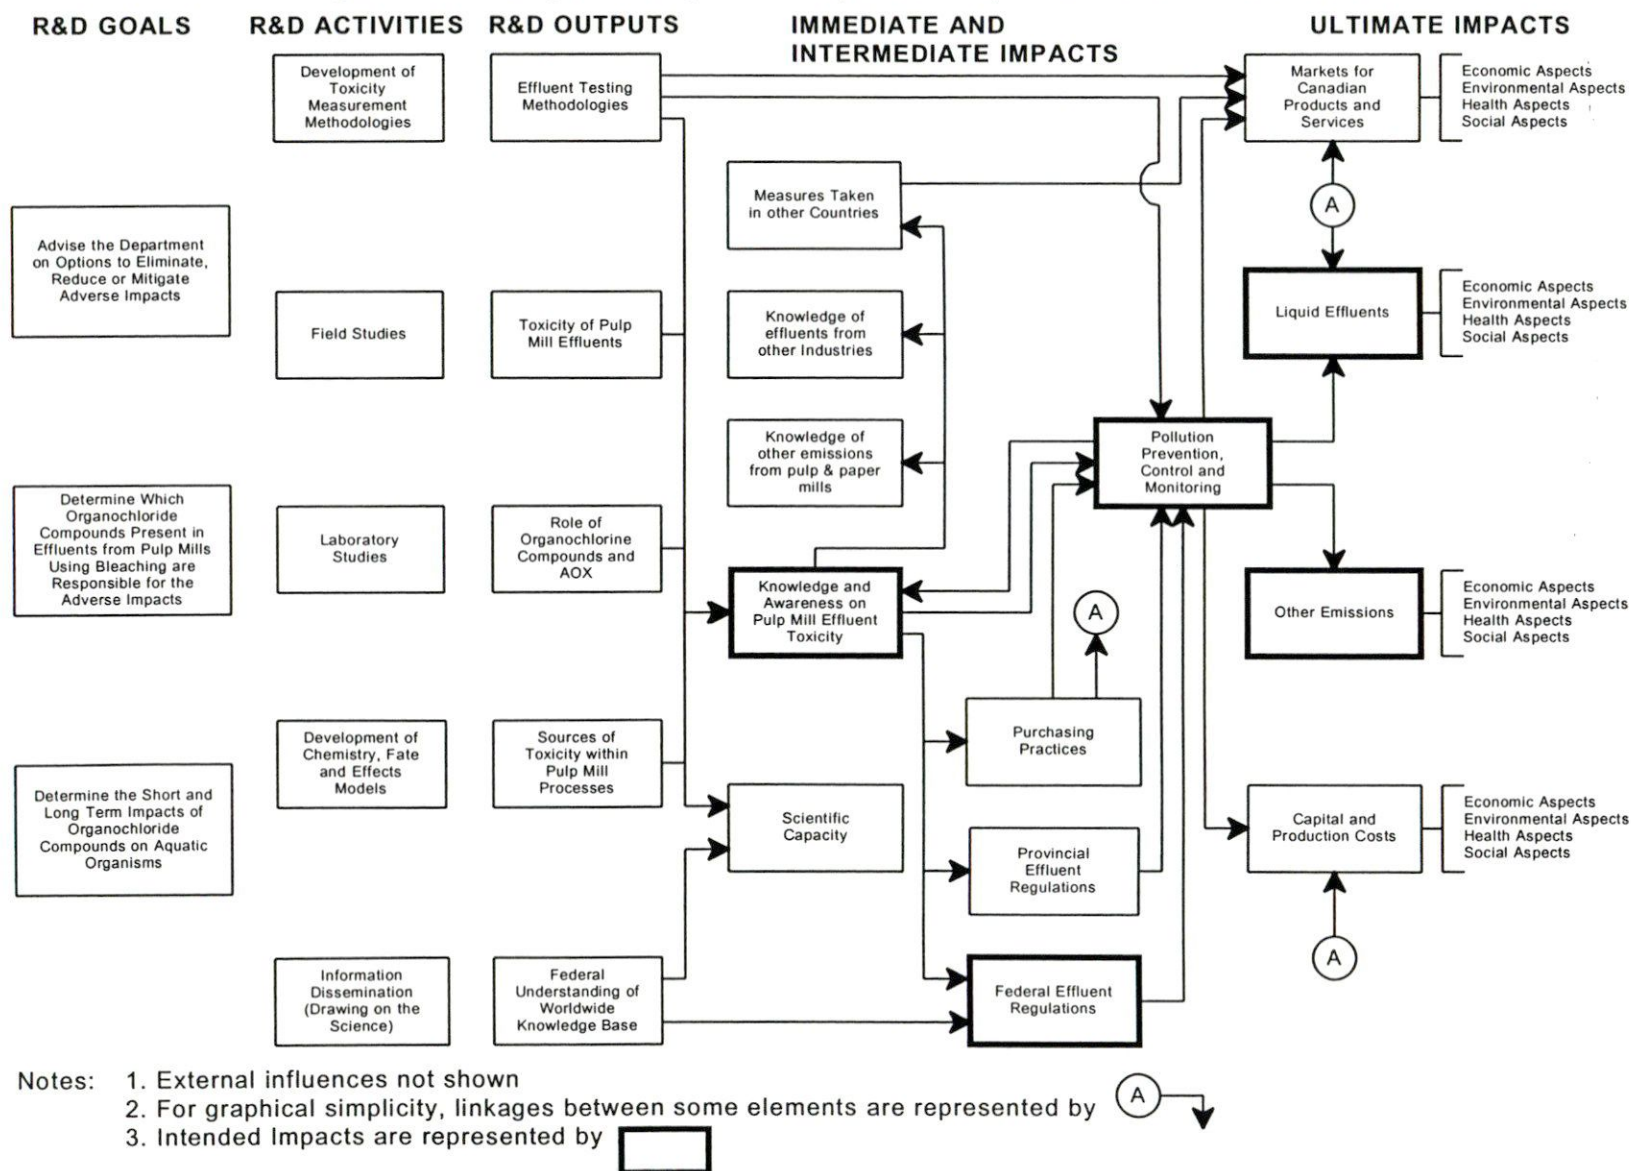 R&D GOALS
R&D ACTIVITIES
R&D OUTPUTS
IMMEDIATE AND
INTERMEDIATE IMPACTS
ULTIMATE IMPACTS
Advise the Department
on Options to Eliminate,
Reduce or Mitigate
Adverse Impacts
Determine Which
Organochloride
Compounds Present in
Effluents from Pulp Mills
Using Bleaching are
Responsible for the
Adverse Impacts
Determine the Short and
Long Term Impacts of
Organochloride
Compounds on Aquatic
Organisms
Development of
Toxicity
Measurement
Methodologies
Field Studies
Laboratory
Studies
Development of
Chemistry, Fate
and Effects
Models
Information
Dissemination
(Drawing on the
Science)
Effluent Testing
Methodologies
Toxicity of Pulp
Mill Effluents
Role of
Organochlorine
Compounds and
AOX
Sources of
Toxicity within
Pulp Mill
Processes
Federal
Understanding of
Worldwide
Knowledge Base
Measures Taken
in other Countries
Knowledge of
effluents from
other Industries
Knowledge of
other emissions
from pulp & paper
mills
Knowledge and
Awareness on
Pulp Mill Effluent
Toxicity
Scientific
Capacity
A
Purchasing
Practices
Provincial
Effluent
Regulations
Federal Effluent
Regulations
Pollution
Prevention,
Control and
Monitoring
Markets for
Canadian
Products and
Services
Economic Aspects
Environmental Aspects
Health Aspects
Social Aspects
A
Liquid Effluents
Economic Aspects
Environmental Aspects
Health Aspects
Social Aspects
Other Emissions
Economic Aspects
Environmental Aspects
Health Aspects
Social Aspects
Capital and
Production Costs
Economic Aspects
Environmental Aspects
Health Aspects
Social Aspects
A
Notes: 1. External influences not shown
2. For graphical simplicity, linkages between some elements are represented by A
3. Intended Impacts are represented by